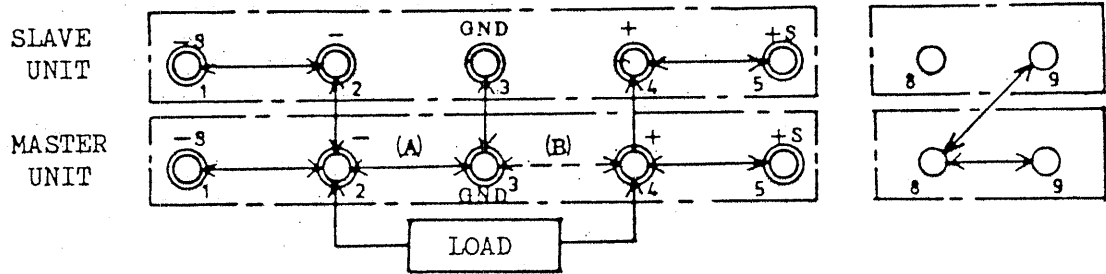 SLAVE UNIT
-S - GND + +S
1 2 3 4 5
8 9
MASTER UNIT
-S - (A) (B) + +S
1 2 3 4 5
GND
8 9
LOAD